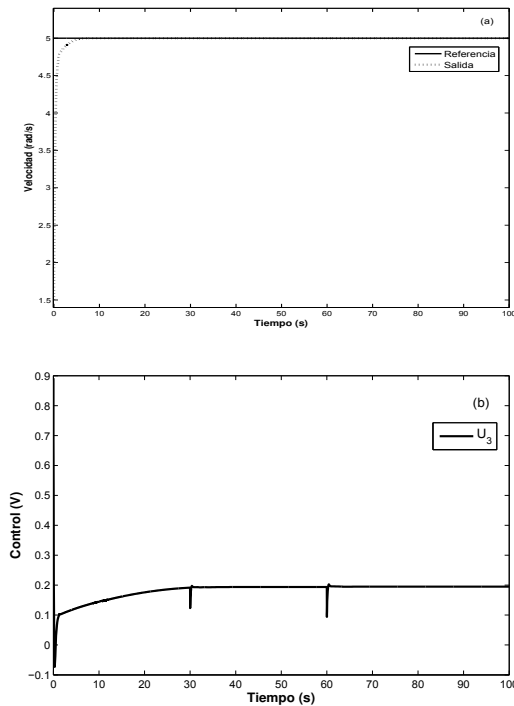 (a)
5
4.5
4
3.5
3
2.5
2
1.5
Velocidad (rad/s)
Referencia
Salida
0 10 20 30 40 50 60 70 80 90 100
Tiempo (s)
(b)
0.9
0.8
0.7
0.6
0.5
0.4
0.3
0.2
0.1
0
−0.1
Control (V)
U3
0 10 20 30 40 50 60 70 80 90 100
Tiempo (s)